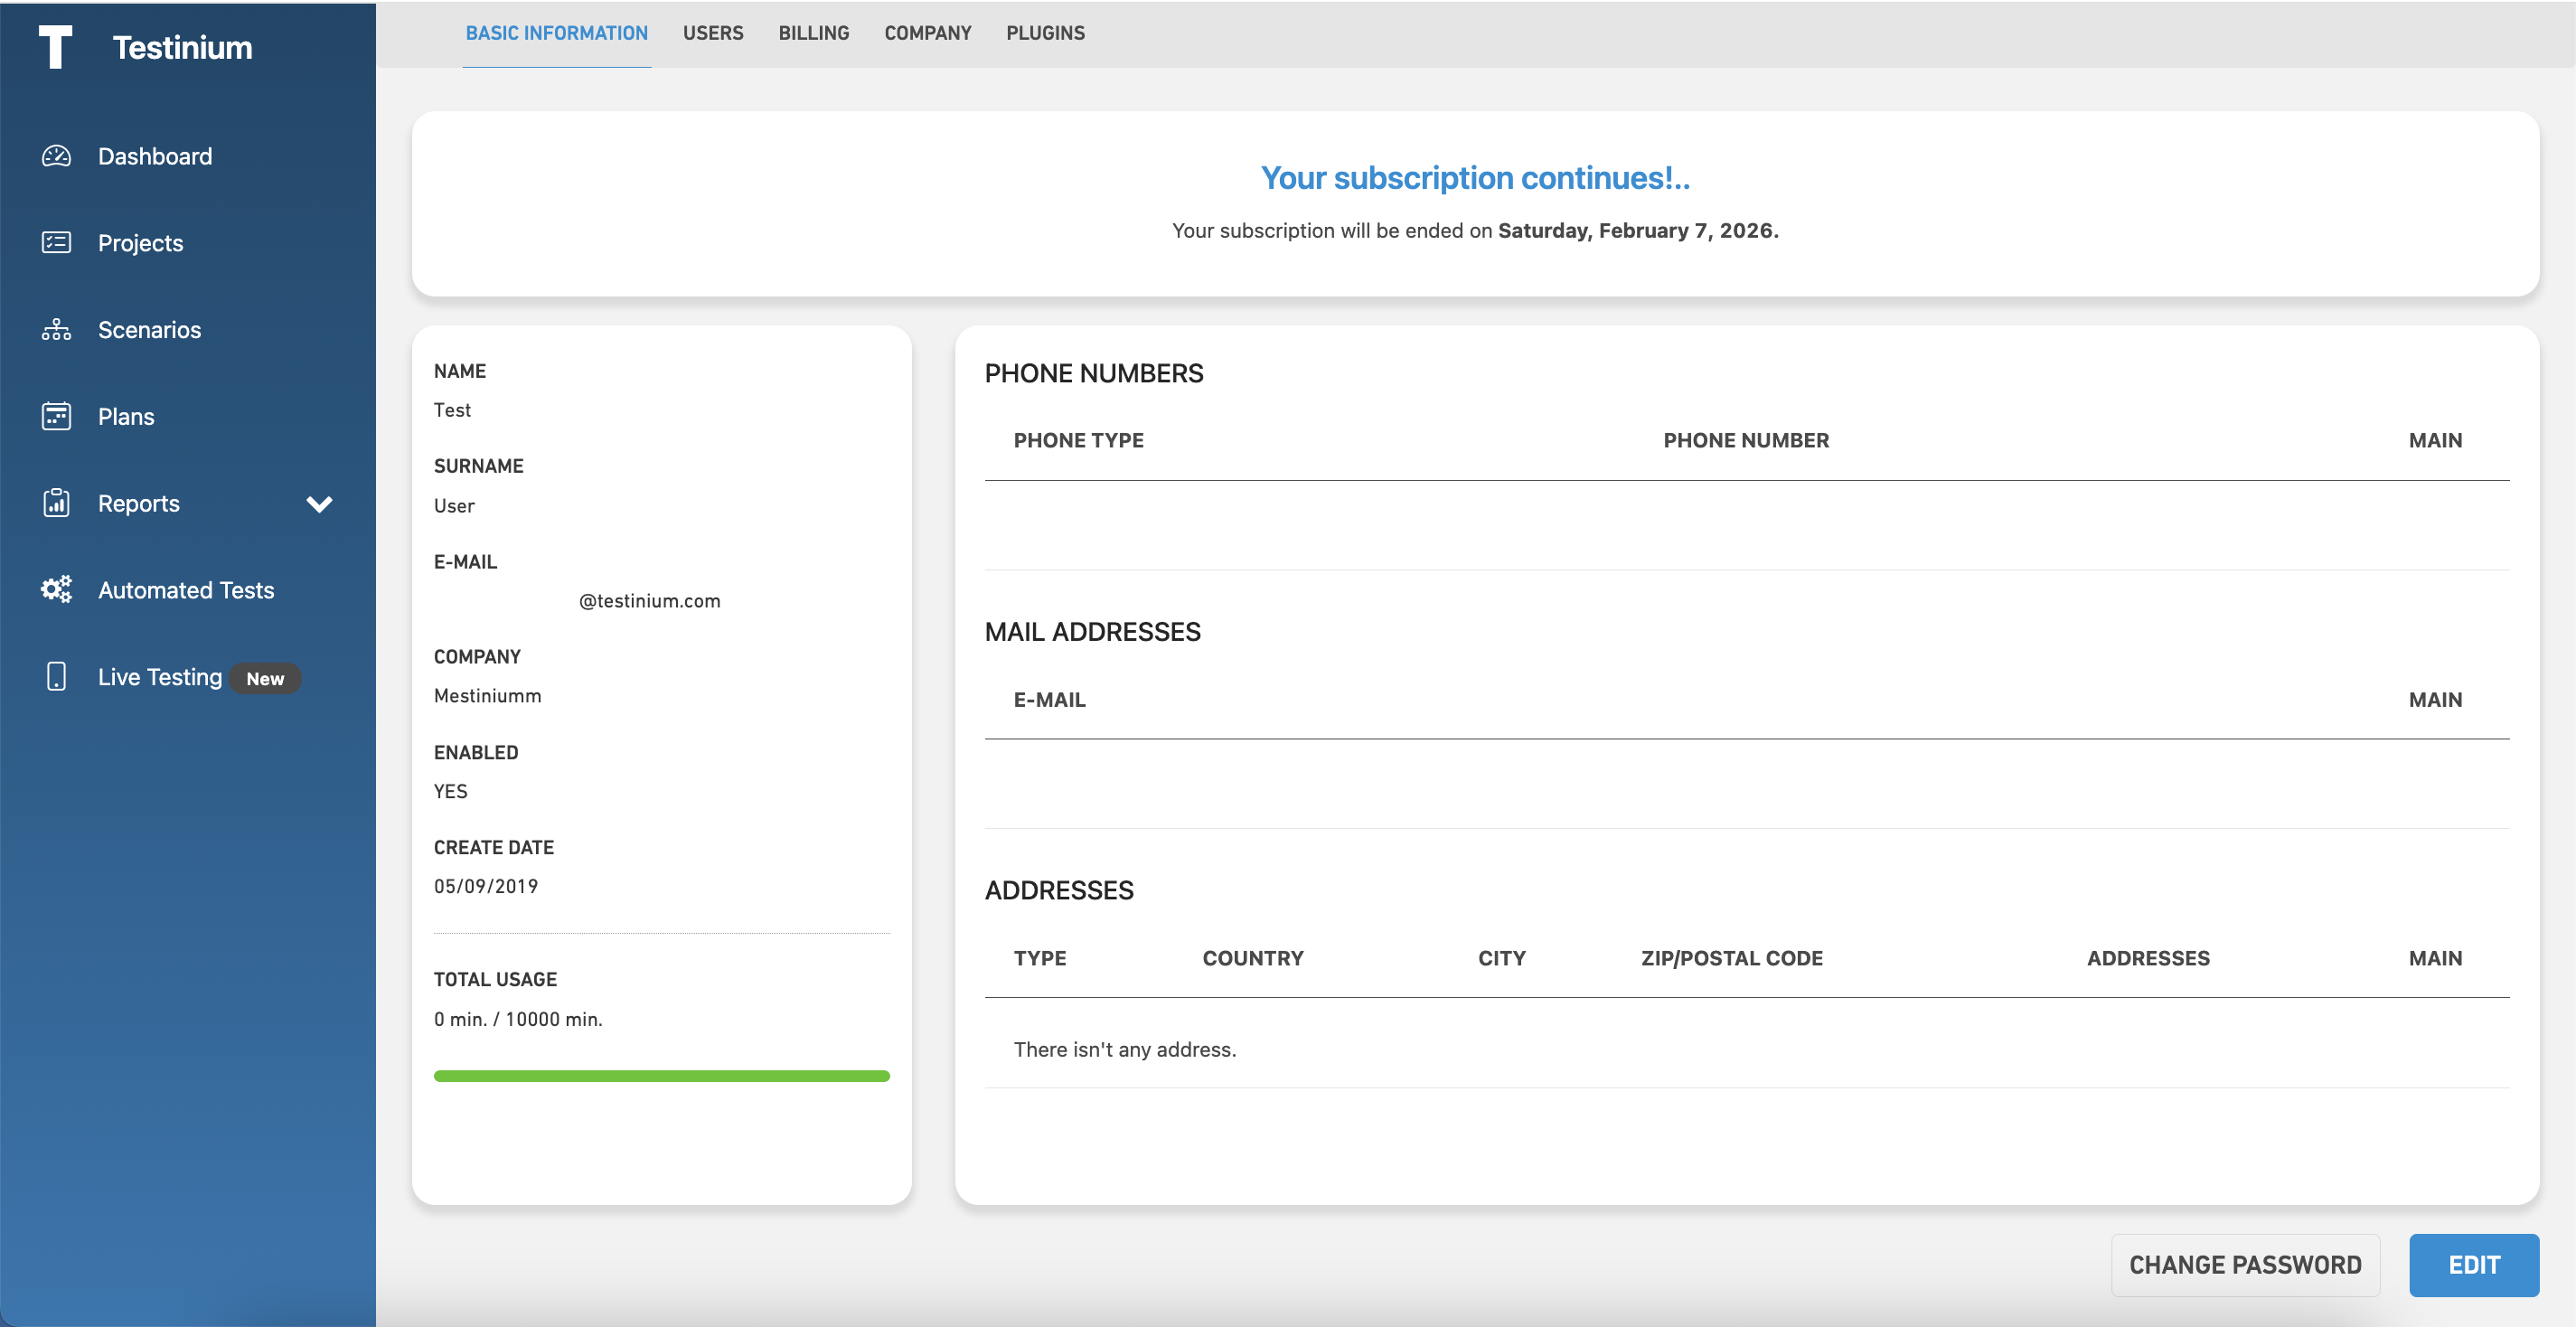 Testinium
Dashboard
Projects
Scenarios
Plans
Reports
Automated Tests
Live Testing New
BASIC INFORMATION USERS BILLING COMPANY PLUGINS
Your subscription continues!..
Your subscription will be ended on Saturday, February 7, 2026.
NAME
Test
SURNAME
User
E-MAIL
@testinium.com
COMPANY
Mestiniumm
ENABLED
YES
CREATE DATE
05/09/2019
TOTAL USAGE
0 min. / 10000 min.
PHONE NUMBERS
PHONE TYPE PHONE NUMBER MAIN
MAIL ADDRESSES
E-MAIL MAIN
ADDRESSES
TYPE COUNTRY CITY ZIP/POSTAL CODE ADDRESSES MAIN
There isn't any address.
CHANGE PASSWORD EDIT